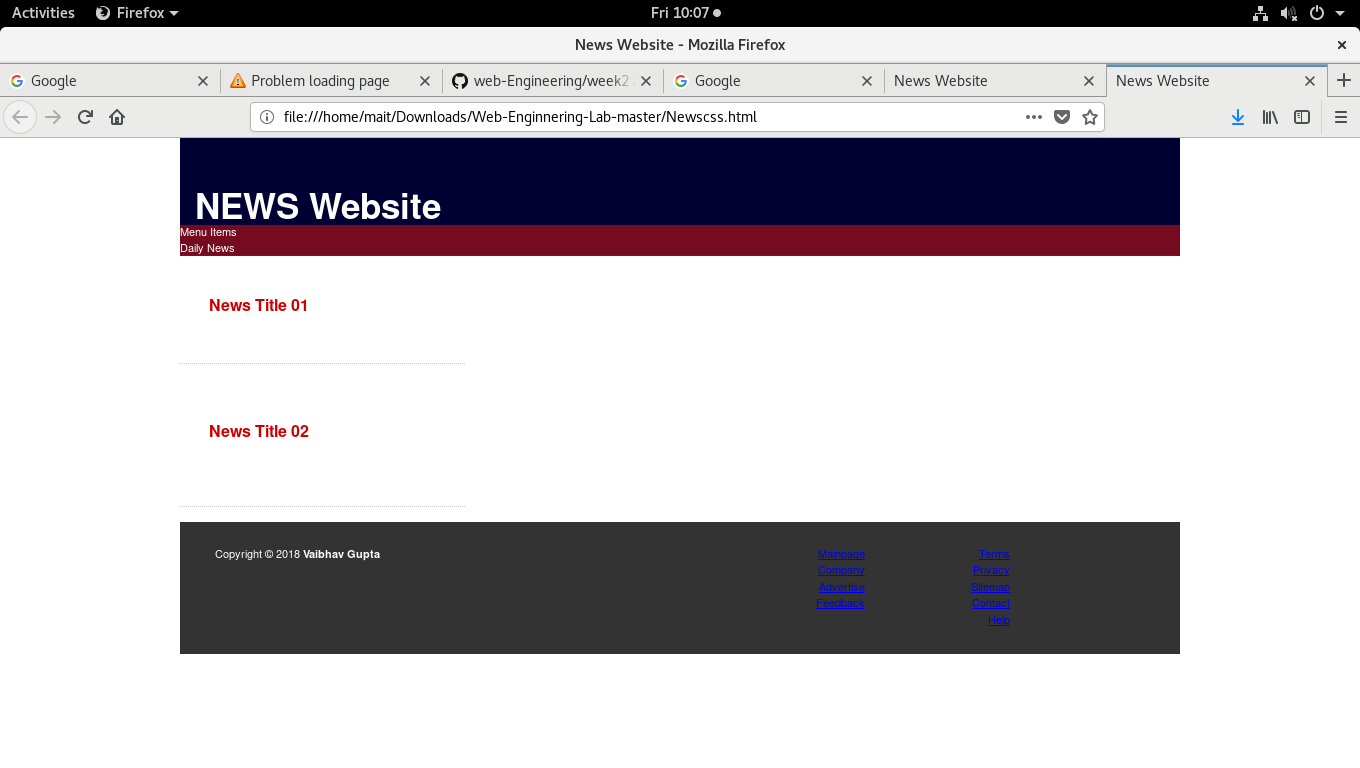 Activities Firefox Fri 10:07
News Website - Mozilla Firefox
Google Problem loading page web-Engineering/week2 Google News Website News Website
file:///home/mait/Downloads/Web-Enginnering-Lab-master/Newscss.html
NEWS Website
Menu Items
Daily News
News Title 01
News Title 02
Copyright © 2018 Vaibhav Gupta Mainpage Terms
Company Privacy
Advertise Sitemap
Feedback Contact
Help